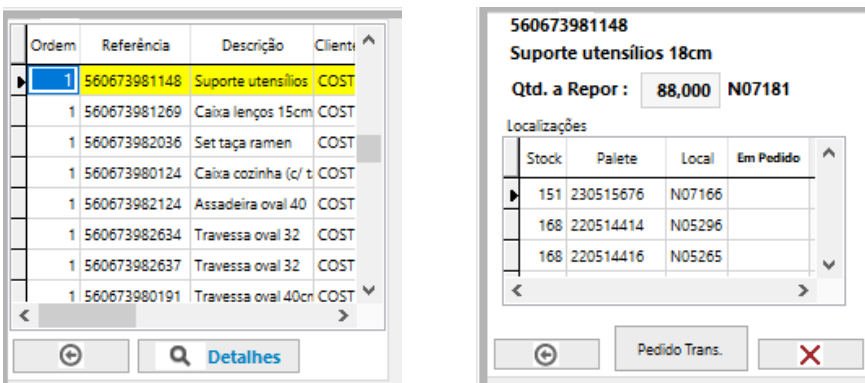 Ordem Referência Descrição Cliente
1 560673981148 Suporte utensílios COST
1 560673981269 Caixa lenços 15cm COST
1 560673982036 Set taça ramen COST
1 560673980124 Caixa cozinha (c/ t COST
1 560673982124 Assadeira oval 40 COST
1 560673982634 Travessa oval 32 COST
1 560673982637 Travessa oval 32 COST
1 560673980191 Travessa oval 40cm COST
Detalhes
560673981148
Suporte utensílios 18cm
Qtd. a Repor : 88,000 N07181
Localizações
Stock Palete Local Em Pedido
151 230515676 N07166
168 220514414 N05296
168 220514416 N05265
Pedido Trans.